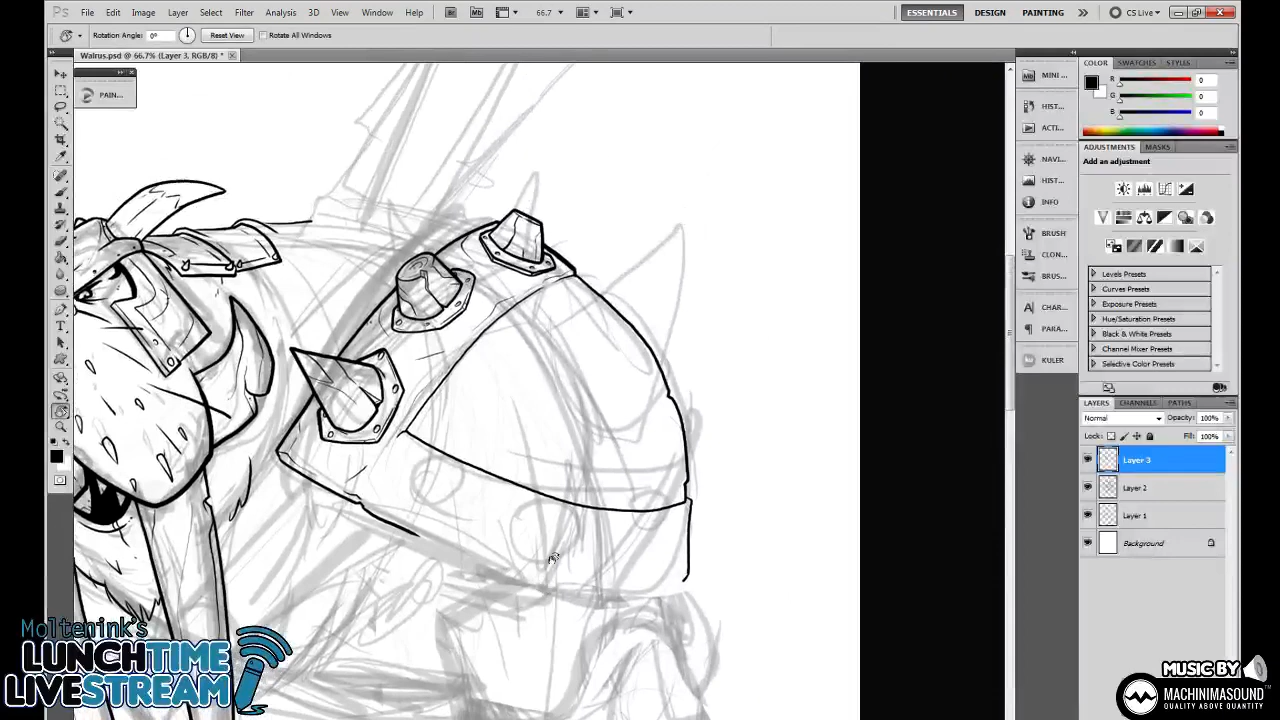 Ps File Edit Image Layer Select Filter Analysis 3D View Window Help Br Mb 66.7 ESSENTIALS DESIGN PAINTING CS Live
Rotation Angle: 0° Reset View Rotate All Windows
Walrus.psd @ 66.7% (Layer 3, RGB/8) *
PAIN...
MINI ...
HIST...
ACTI...
NAVI...
HIST...
INFO
BRUSH
CLON...
BRUS...
CHAR...
PARA...
KULER
COLOR SWATCHES STYLES
R 0
G 0
B 0
ADJUSTMENTS MASKS
Add an adjustment
Levels Presets
Curves Presets
Exposure Presets
Hue/Saturation Presets
Black & White Presets
Channel Mixer Presets
Selective Color Presets
LAYERS CHANNELS PATHS
Normal Opacity: 100%
Lock: Fill: 100%
Layer 3
Layer 2
Layer 1
Background
Moltenink's
LUNCHTIME
LIVESTREAM
MUSIC BY
MACHINIMASOUND™
QUALITY ABOVE QUANTITY